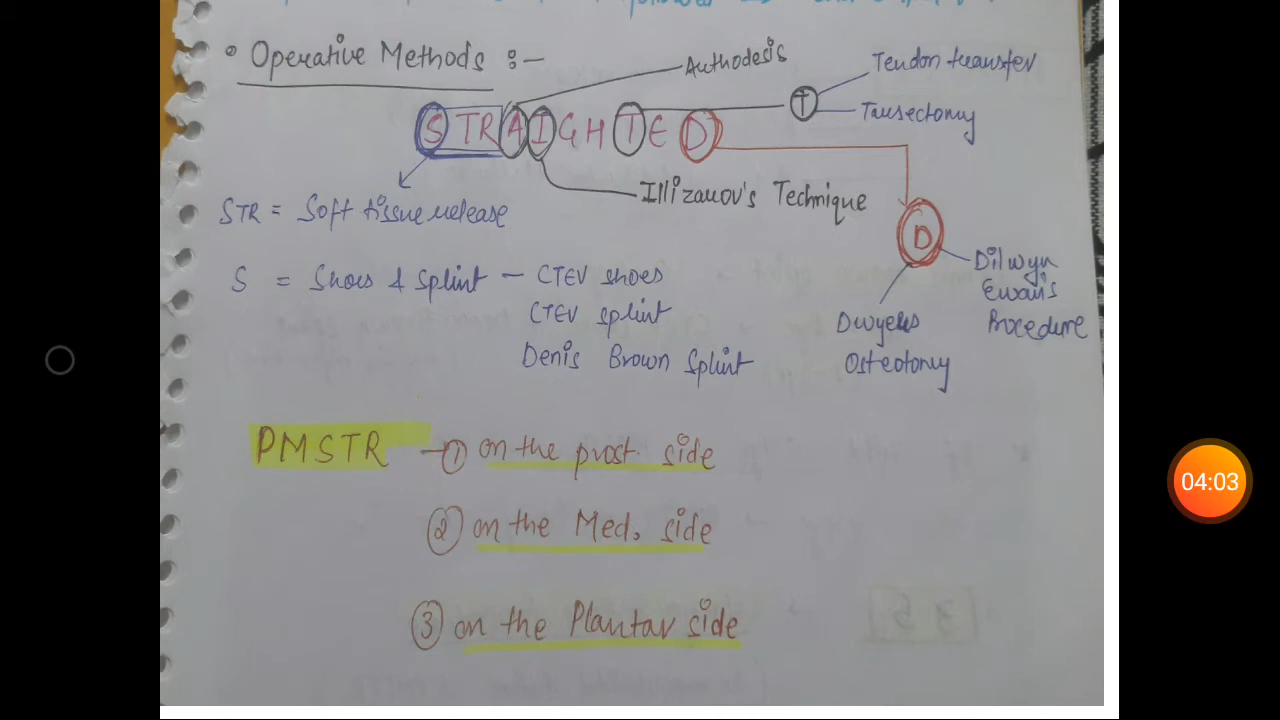 • Operative Methods :-
Authodesis
Tendon transfer
T
Tausectomy
STRAIGHTED
Illizarov's Technique
STR = Soft tissue release
D
S = Shoes & Splint - CTEV shoes
CTEV splint
Denis Brown Splint
Dilwyn
Ewan's
Procedure
Dwyers
Osteotomy
PMSTR - ① on the post. side
② on the Med. side
③ on the Plantar side
04:03